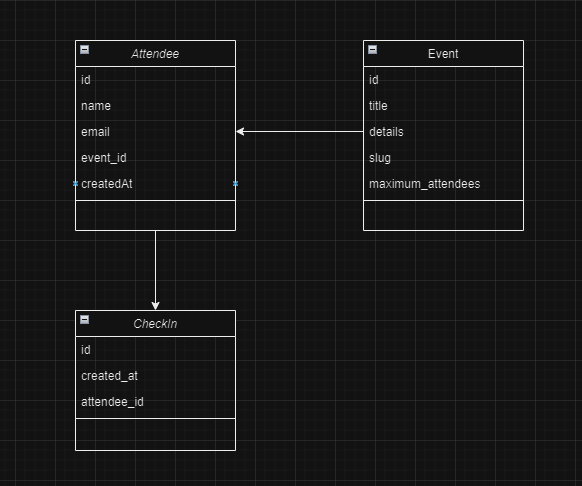 Attendee
id
name
email
event_id
createdAt
Event
id
title
details
slug
maximum_attendees
CheckIn
id
created_at
attendee_id